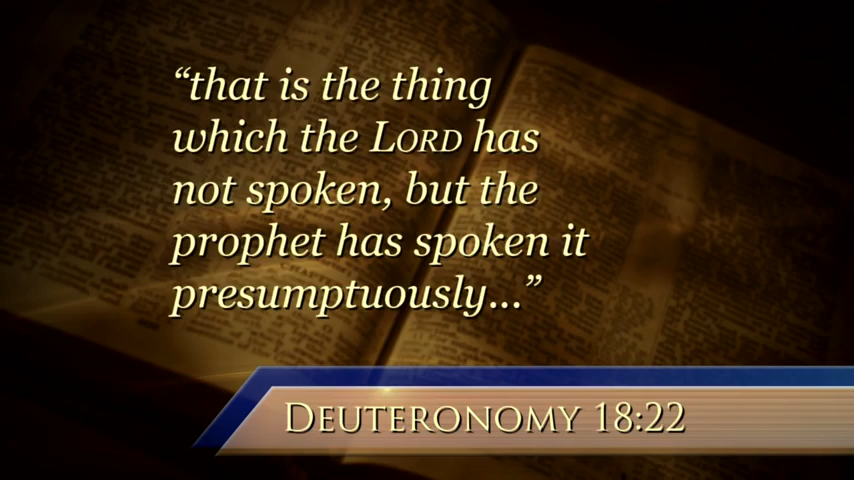 “that is the thing
which the LORD has
not spoken, but the
prophet has spoken it
presumptuously...”
DEUTERONOMY 18:22